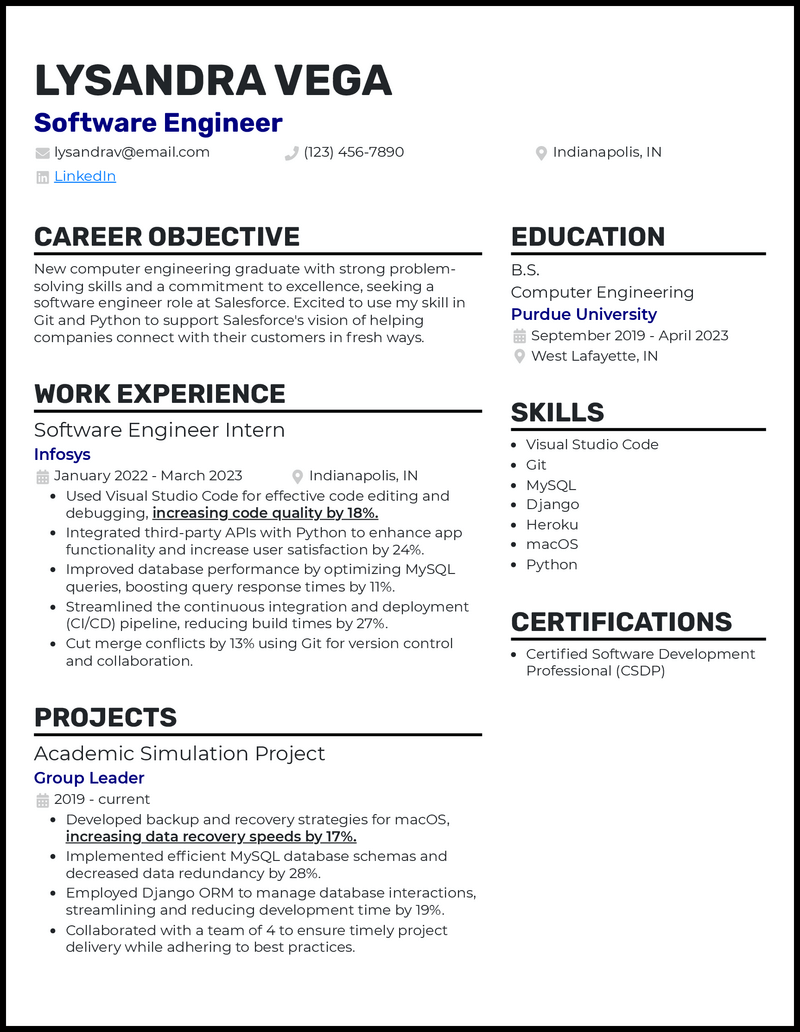 LYSANDRA VEGA
Software Engineer
lysandrav@email.com
(123) 456-7890
Indianapolis, IN
LinkedIn
CAREER OBJECTIVE
New computer engineering graduate with strong problem-
solving skills and a commitment to excellence, seeking a
software engineer role at Salesforce. Excited to use my skill in
Git and Python to support Salesforce's vision of helping
companies connect with their customers in fresh ways.
WORK EXPERIENCE
Software Engineer Intern
Infosys
January 2022 - March 2023
Indianapolis, IN
• Used Visual Studio Code for effective code editing and
debugging, increasing code quality by 18%.
• Integrated third-party APIs with Python to enhance app
functionality and increase user satisfaction by 24%.
• Improved database performance by optimizing MySQL
queries, boosting query response times by 11%.
• Streamlined the continuous integration and deployment
(CI/CD) pipeline, reducing build times by 27%.
• Cut merge conflicts by 13% using Git for version control
and collaboration.
PROJECTS
Academic Simulation Project
Group Leader
2019 - current
• Developed backup and recovery strategies for macOS,
increasing data recovery speeds by 17%.
• Implemented efficient MySQL database schemas and
decreased data redundancy by 28%.
• Employed Django ORM to manage database interactions,
streamlining and reducing development time by 19%.
• Collaborated with a team of 4 to ensure timely project
delivery while adhering to best practices.
EDUCATION
B.S.
Computer Engineering
Purdue University
September 2019 - April 2023
West Lafayette, IN
SKILLS
• Visual Studio Code
• Git
• MySQL
• Django
• Heroku
• macOS
• Python
CERTIFICATIONS
• Certified Software Development
Professional (CSDP)